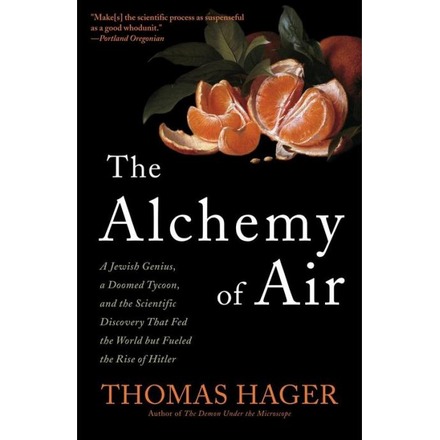 "Make[s] the scientific process as suspenseful
as a good whodunit."
—Portland Oregonian
The
Alchemy
of Air
A Jewish Genius,
a Doomed Tycoon,
and the Scientific
Discovery That Fed
the World but Fueled
the Rise of Hitler
THOMAS HAGER
Author of The Demon Under the Microscope